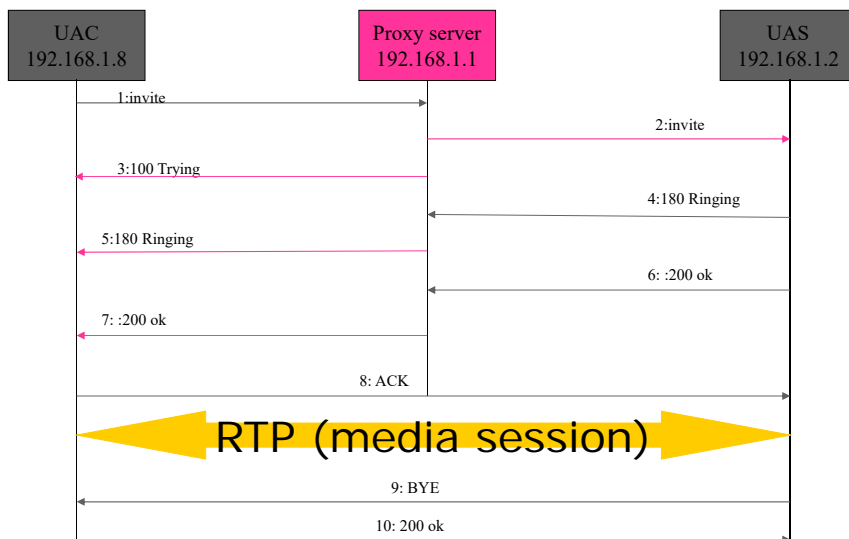 UAC
192.168.1.8
Proxy server
192.168.1.1
UAS
192.168.1.2
1:invite
2:invite
3:100 Trying
4:180 Ringing
5:180 Ringing
6: :200 ok
7: :200 ok
8: ACK
RTP (media session)
9: BYE
10: 200 ok